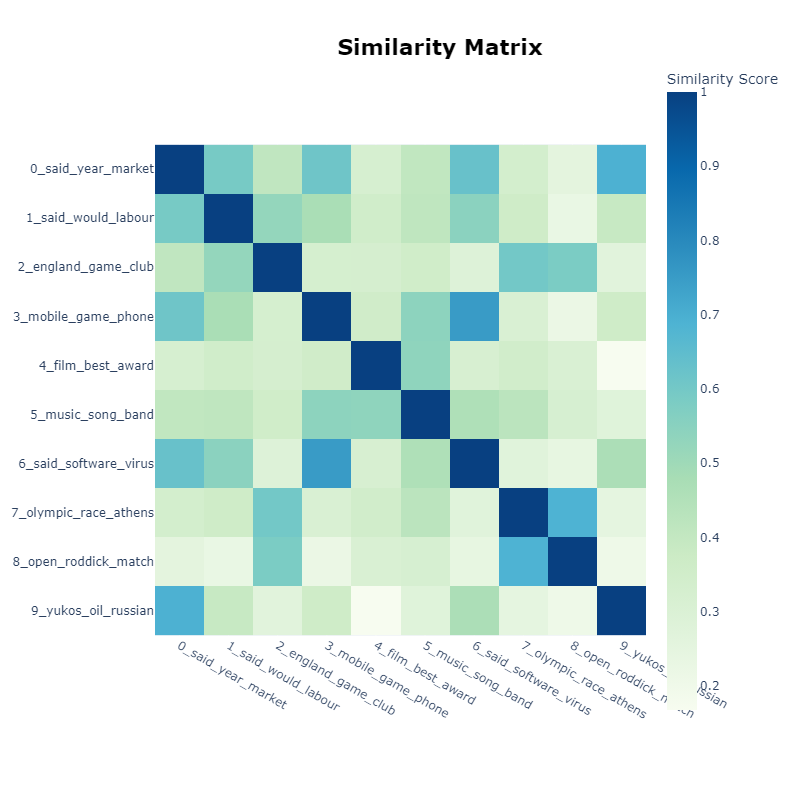 Similarity Matrix
Similarity Score
1
0.9
0.8
0.7
0.6
0.5
0.4
0.3
0.2
0_said_year_market
1_said_would_labour
2_england_game_club
3_mobile_game_phone
4_film_best_award
5_music_song_band
6_said_software_virus
7_olympic_race_athens
8_open_roddick_match
9_yukos_oil_russian
0_said_year_market
1_said_would_labour
2_england_game_club
3_mobile_game_phone
4_film_best_award
5_music_song_band
6_said_software_virus
7_olympic_race_athens
8_open_roddick_match
9_yukos_oil_russian